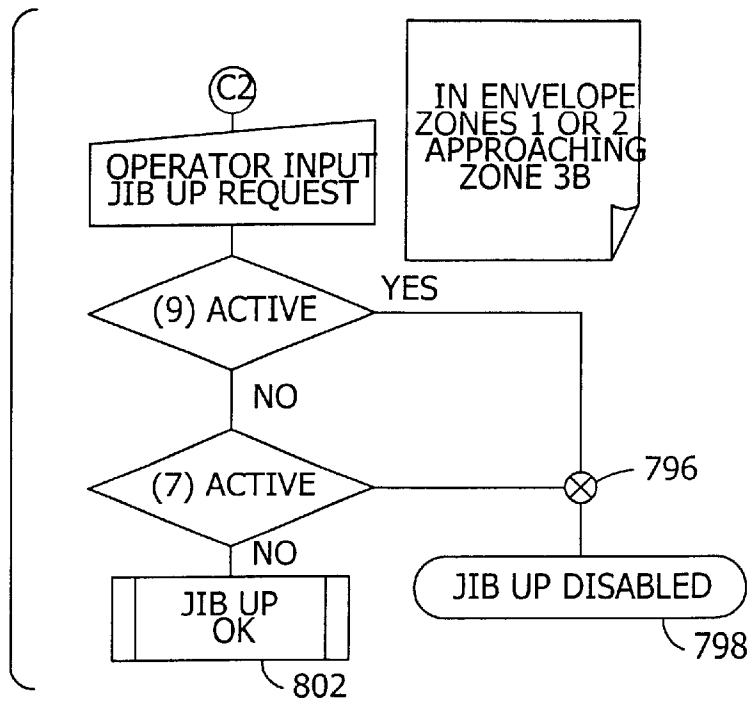 C2
IN ENVELOPE
ZONES 1 OR 2
APPROACHING
ZONE 3B
OPERATOR INPUT
JIB UP REQUEST
(9) ACTIVE
YES
NO
(7) ACTIVE
796
NO
JIB UP
OK
JIB UP DISABLED
798
802